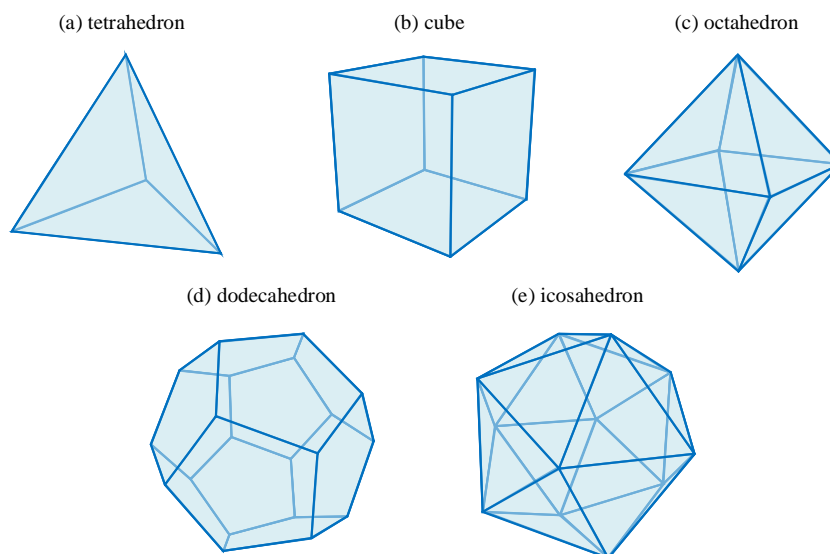 (a) tetrahedron
(b) cube
(c) octahedron
(d) dodecahedron
(e) icosahedron